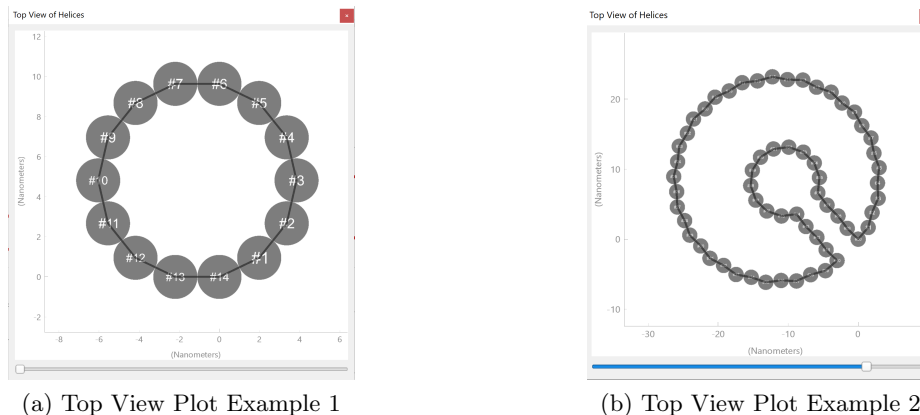 Top View of Helices
×
12
10
8
6
4
2
0
-2
(Nanometers)
#7 #6
#8 #5
#9 #4
#10 #3
#11 #2
#12 #1
#13 #14
8 -6 -4 -2 0 2 4 6
(Nanometers)
(a) Top View Plot Example 1
Top View of Helices
20
10
0
-10
(Nanometers)
-30 -20 -10 0
(Nanometers)
(b) Top View Plot Example 2